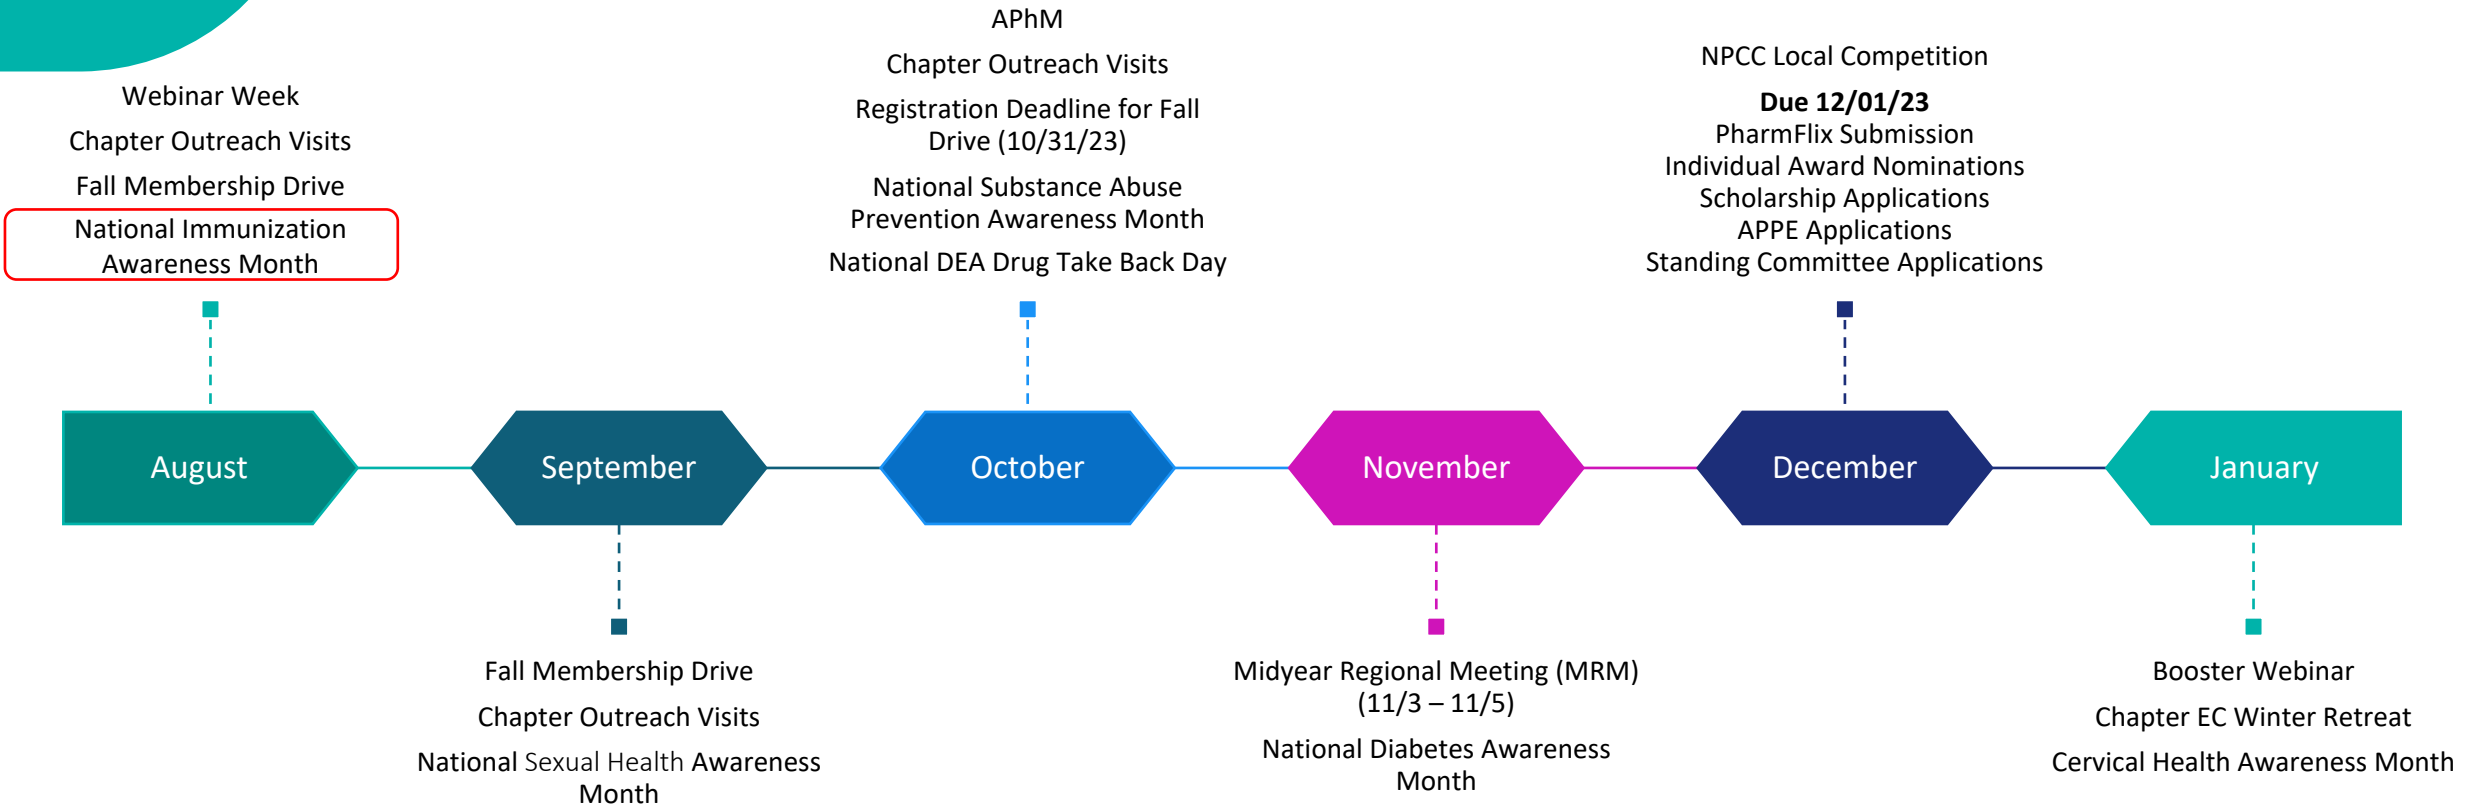 Webinar Week
Chapter Outreach Visits
Fall Membership Drive
National Immunization
Awareness Month
APhM
Chapter Outreach Visits
Registration Deadline for Fall
Drive (10/31/23)
National Substance Abuse
Prevention Awareness Month
National DEA Drug Take Back Day
NPCC Local Competition
Due 12/01/23
PharmFlix Submission
Individual Award Nominations
Scholarship Applications
APPE Applications
Standing Committee Applications
August
September
October
November
December
January
Fall Membership Drive
Chapter Outreach Visits
National Sexual Health Awareness
Month
Midyear Regional Meeting (MRM)
(11/3 – 11/5)
National Diabetes Awareness
Month
Booster Webinar
Chapter EC Winter Retreat
Cervical Health Awareness Month